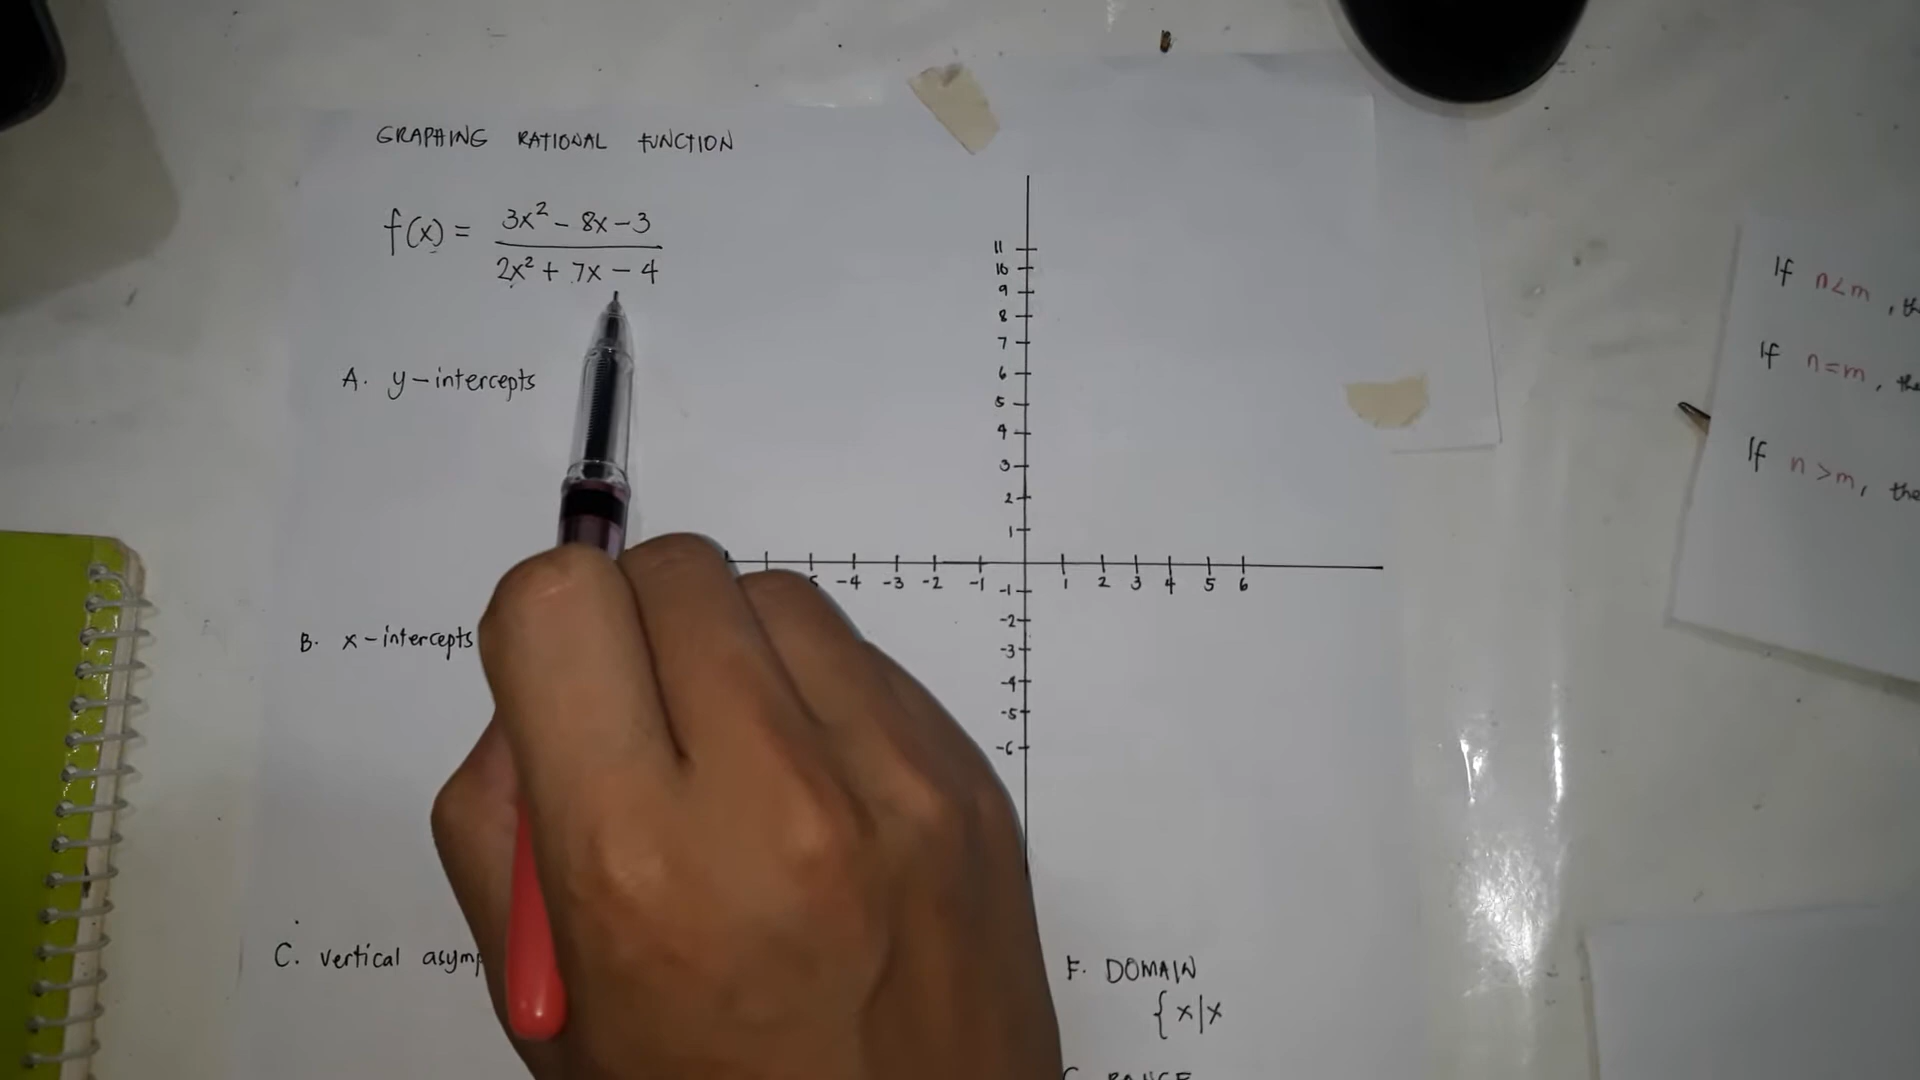 GRAPHING RATIONAL FUNCTION
f(x) = 3x² - 8x - 3
2x² + 7x - 4
A. y-intercepts
B. x-intercepts
C. vertical
11
10
9
8
7
6
5
4
3
2
1
-4 -3 -2 -1 1 2 3 4 5 6
-1
-2
-3
-4
-5
-6
F. DOMAIN
{x|x
If n<m,
If n=m,
If n>m,